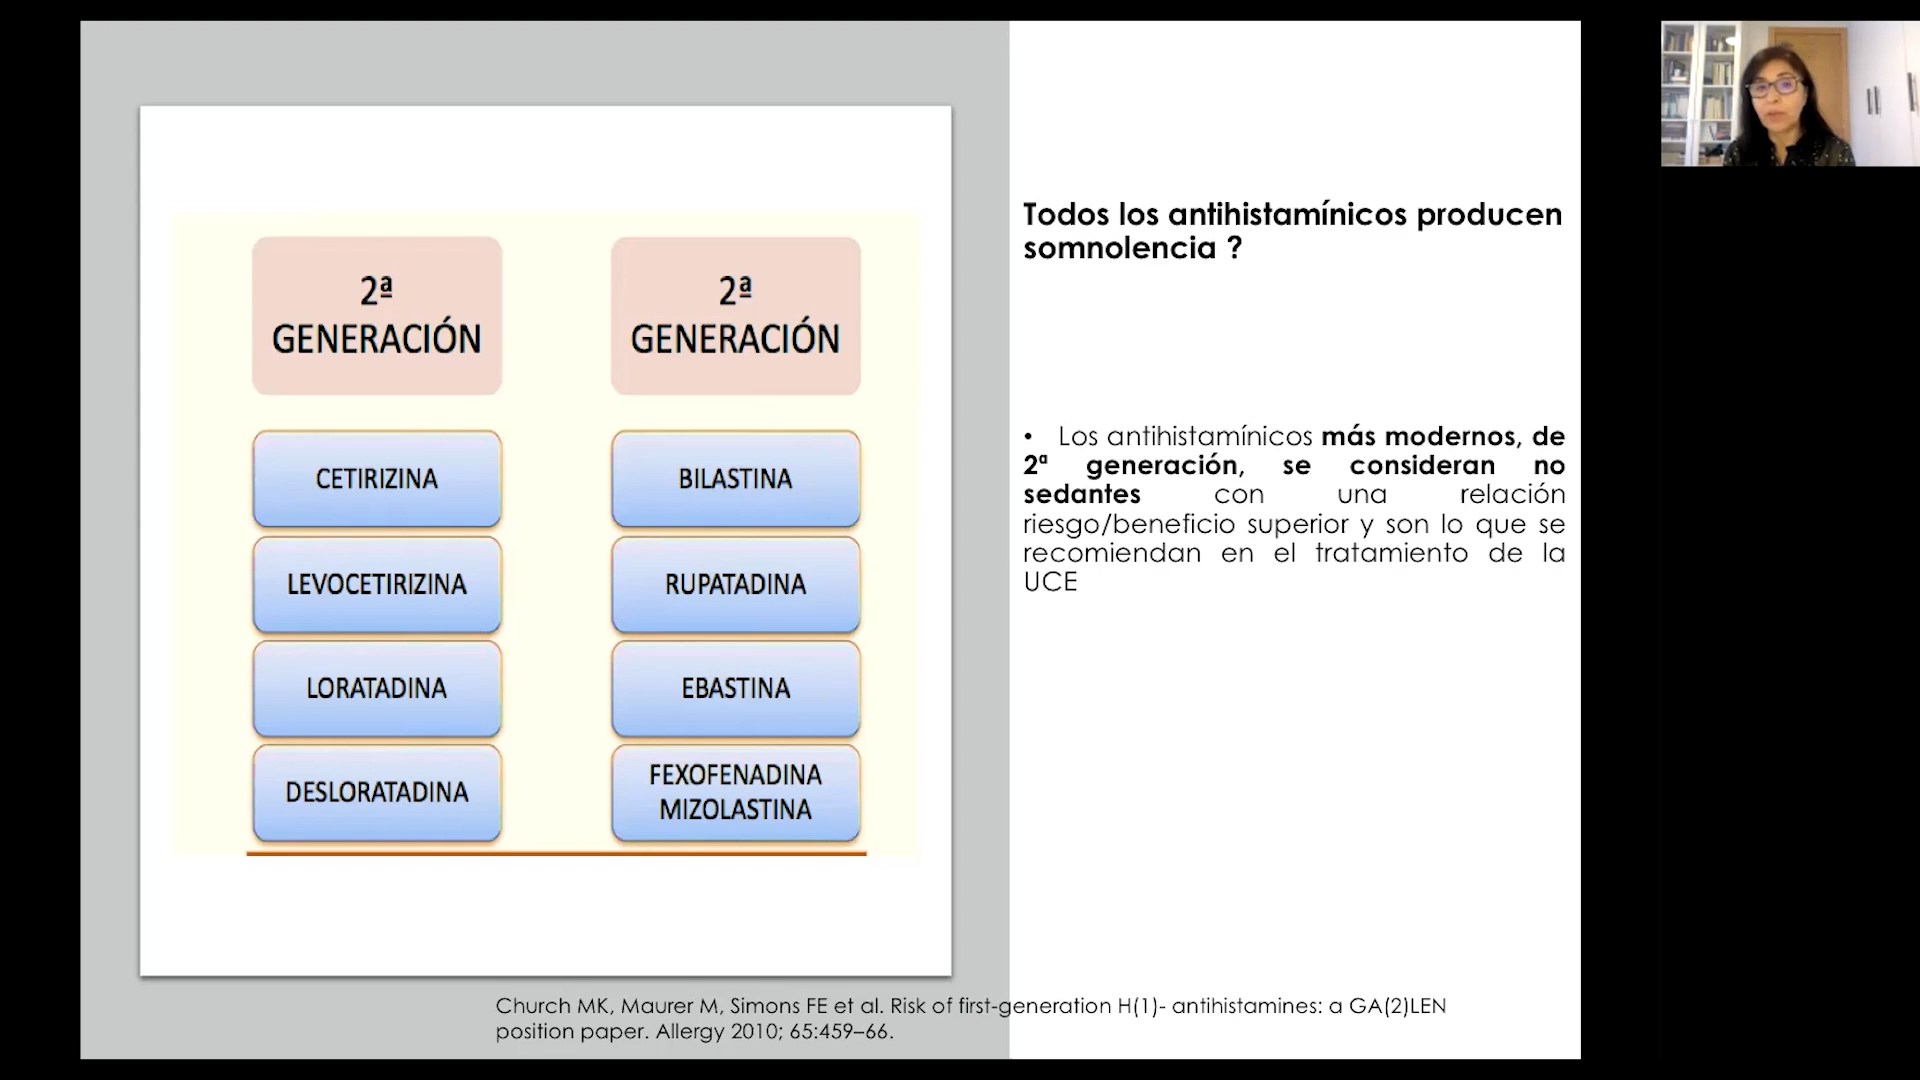 2ª
GENERACIÓN
CETIRIZINA
LEVOCETIRIZINA
LORATADINA
DESLORATADINA
2ª
GENERACIÓN
BILASTINA
RUPATADINA
EBASTINA
FEXOFENADINA
MIZOLASTINA
Todos los antihistamínicos producen
somnolencia ?
• Los antihistamínicos más modernos, de
2ª generación, se consideran no
sedantes con una relación
riesgo/beneficio superior y son lo que se
recomiendan en el tratamiento de la
UCE
Church MK, Maurer M, Simons FE et al. Risk of first-generation H(1)- antihistamines: a GA(2)LEN
position paper. Allergy 2010; 65:459–66.